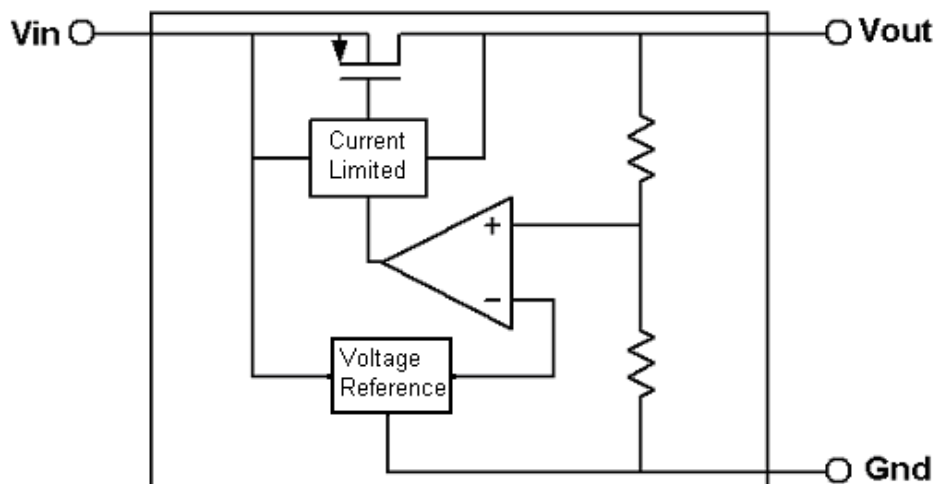 Vin
Vout
Current
Limited
+
−
Voltage
Reference
Gnd